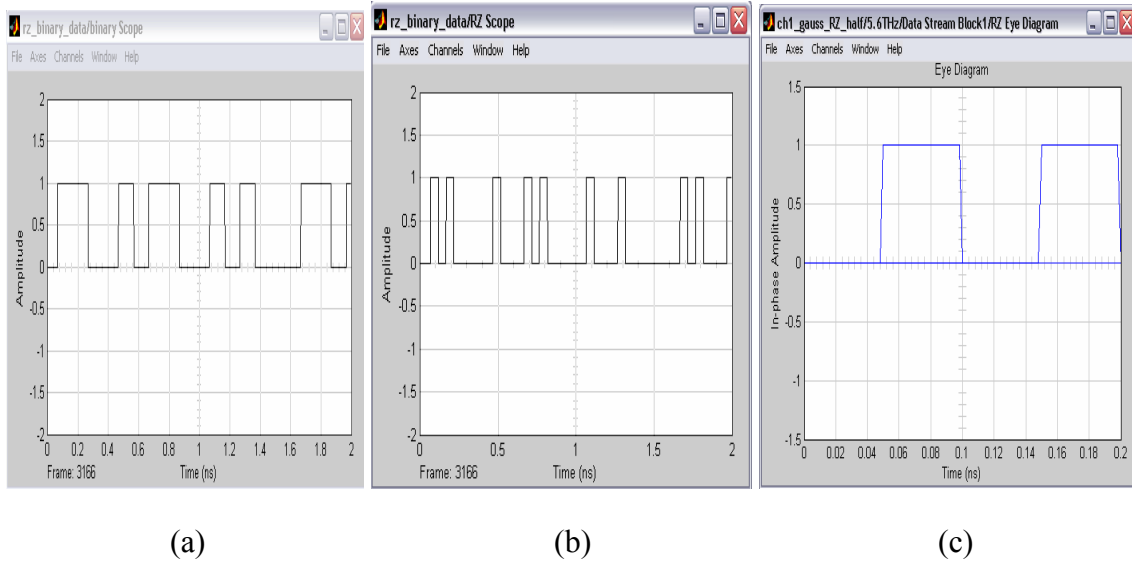 rz_binary_data/binary Scope
File Axes Channels Window Help
2
1.5
1
0.5
0
-0.5
-1
-1.5
-2
Amplitude
0 0.2 0.4 0.6 0.8 1 1.2 1.4 1.6 1.8 2
Frame: 3166 Time (ns)
(a)
rz_binary_data/RZ Scope
File Axes Channels Window Help
2
1.5
1
0.5
0
-0.5
-1
-1.5
-2
Amplitude
0 0.5 1 1.5 2
Frame: 3166 Time (ns)
(b)
ch1_gauss_RZ_half/5.6THz/Data Stream Block1/RZ Eye Diagram
File Axes Channels Window Help
Eye Diagram
1.5
1
0.5
0
-0.5
-1
-1.5
In-phase Amplitude
0 0.02 0.04 0.06 0.08 0.1 0.12 0.14 0.16 0.18 0.2
Time (ns)
(c)